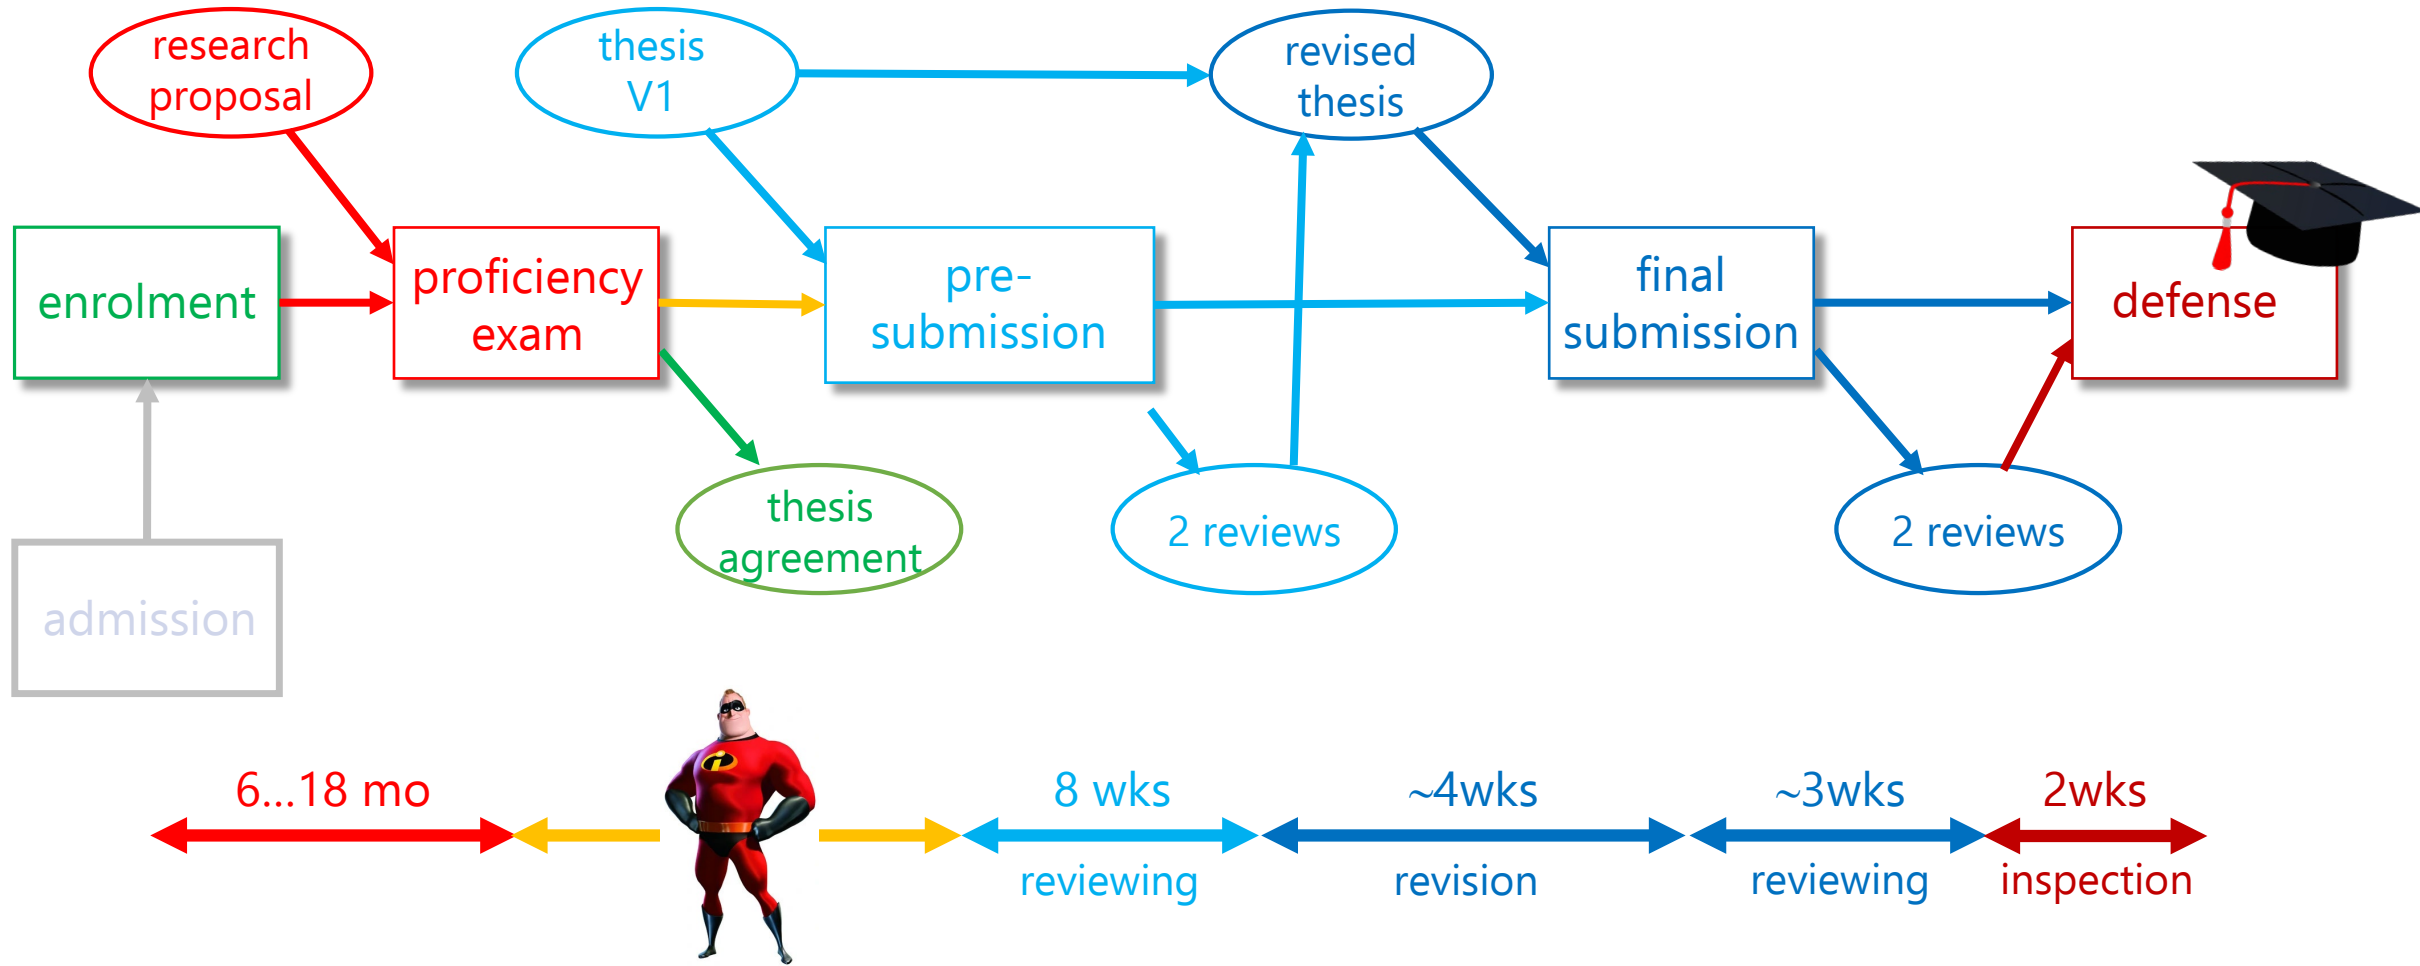 research
proposal
thesis
V1
revised
thesis
enrolment
proficiency
exam
pre-
submission
final
submission
defense
thesis
agreement
2 reviews
2 reviews
admission
6...18 mo
8 wks
~4wks
~3wks
2wks
reviewing
revision
reviewing
inspection